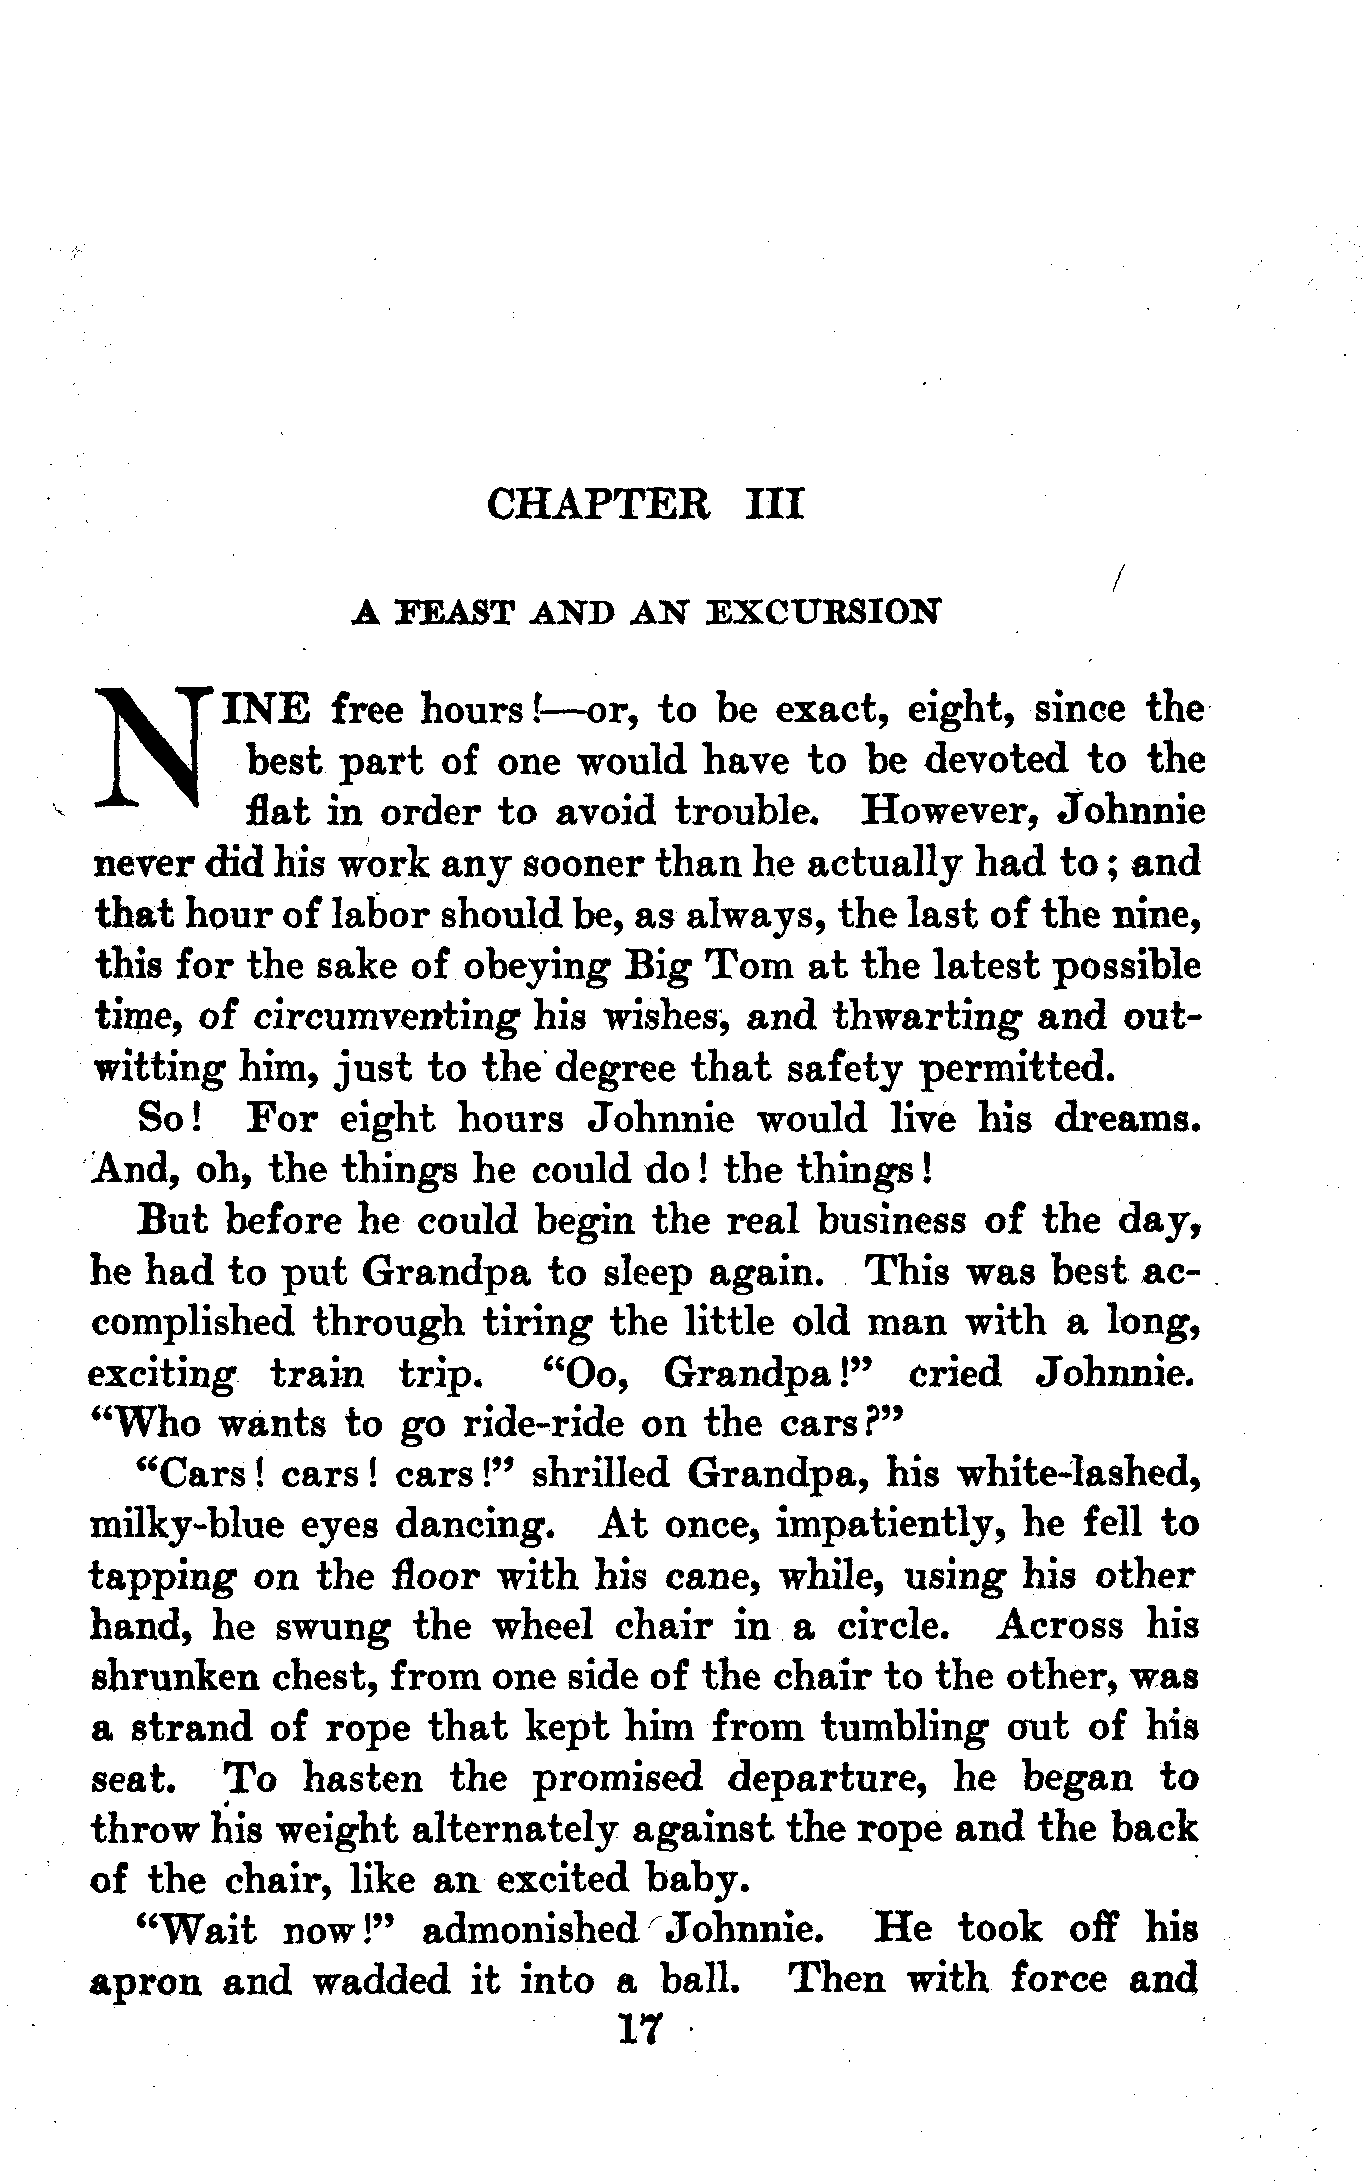 CHAPTER III
A FEAST AND AN EXCURSION
NINE free hours!—or, to be exact, eight, since the
best part of one would have to be devoted to the
flat in order to avoid trouble. However, Johnnie
never did his work any sooner than he actually had to; and
that hour of labor should be, as always, the last of the nine,
this for the sake of obeying Big Tom at the latest possible
time, of circumventing his wishes, and thwarting and out-
witting him, just to the degree that safety permitted.
So! For eight hours Johnnie would live his dreams.
And, oh, the things he could do! the things!
But before he could begin the real business of the day,
he had to put Grandpa to sleep again. This was best ac-
complished through tiring the little old man with a long,
exciting train trip. “Oo, Grandpa!” cried Johnnie.
“Who wants to go ride-ride on the cars?”
“Cars! cars! cars!” shrilled Grandpa, his white-lashed,
milky-blue eyes dancing. At once, impatiently, he fell to
tapping on the floor with his cane, while, using his other
hand, he swung the wheel chair in a circle. Across his
shrunken chest, from one side of the chair to the other, was
a strand of rope that kept him from tumbling out of his
seat. To hasten the promised departure, he began to
throw his weight alternately against the rope and the back
of the chair, like an excited baby.
“Wait now!” admonished Johnnie. He took off his
apron and wadded it into a ball. Then with force and
17